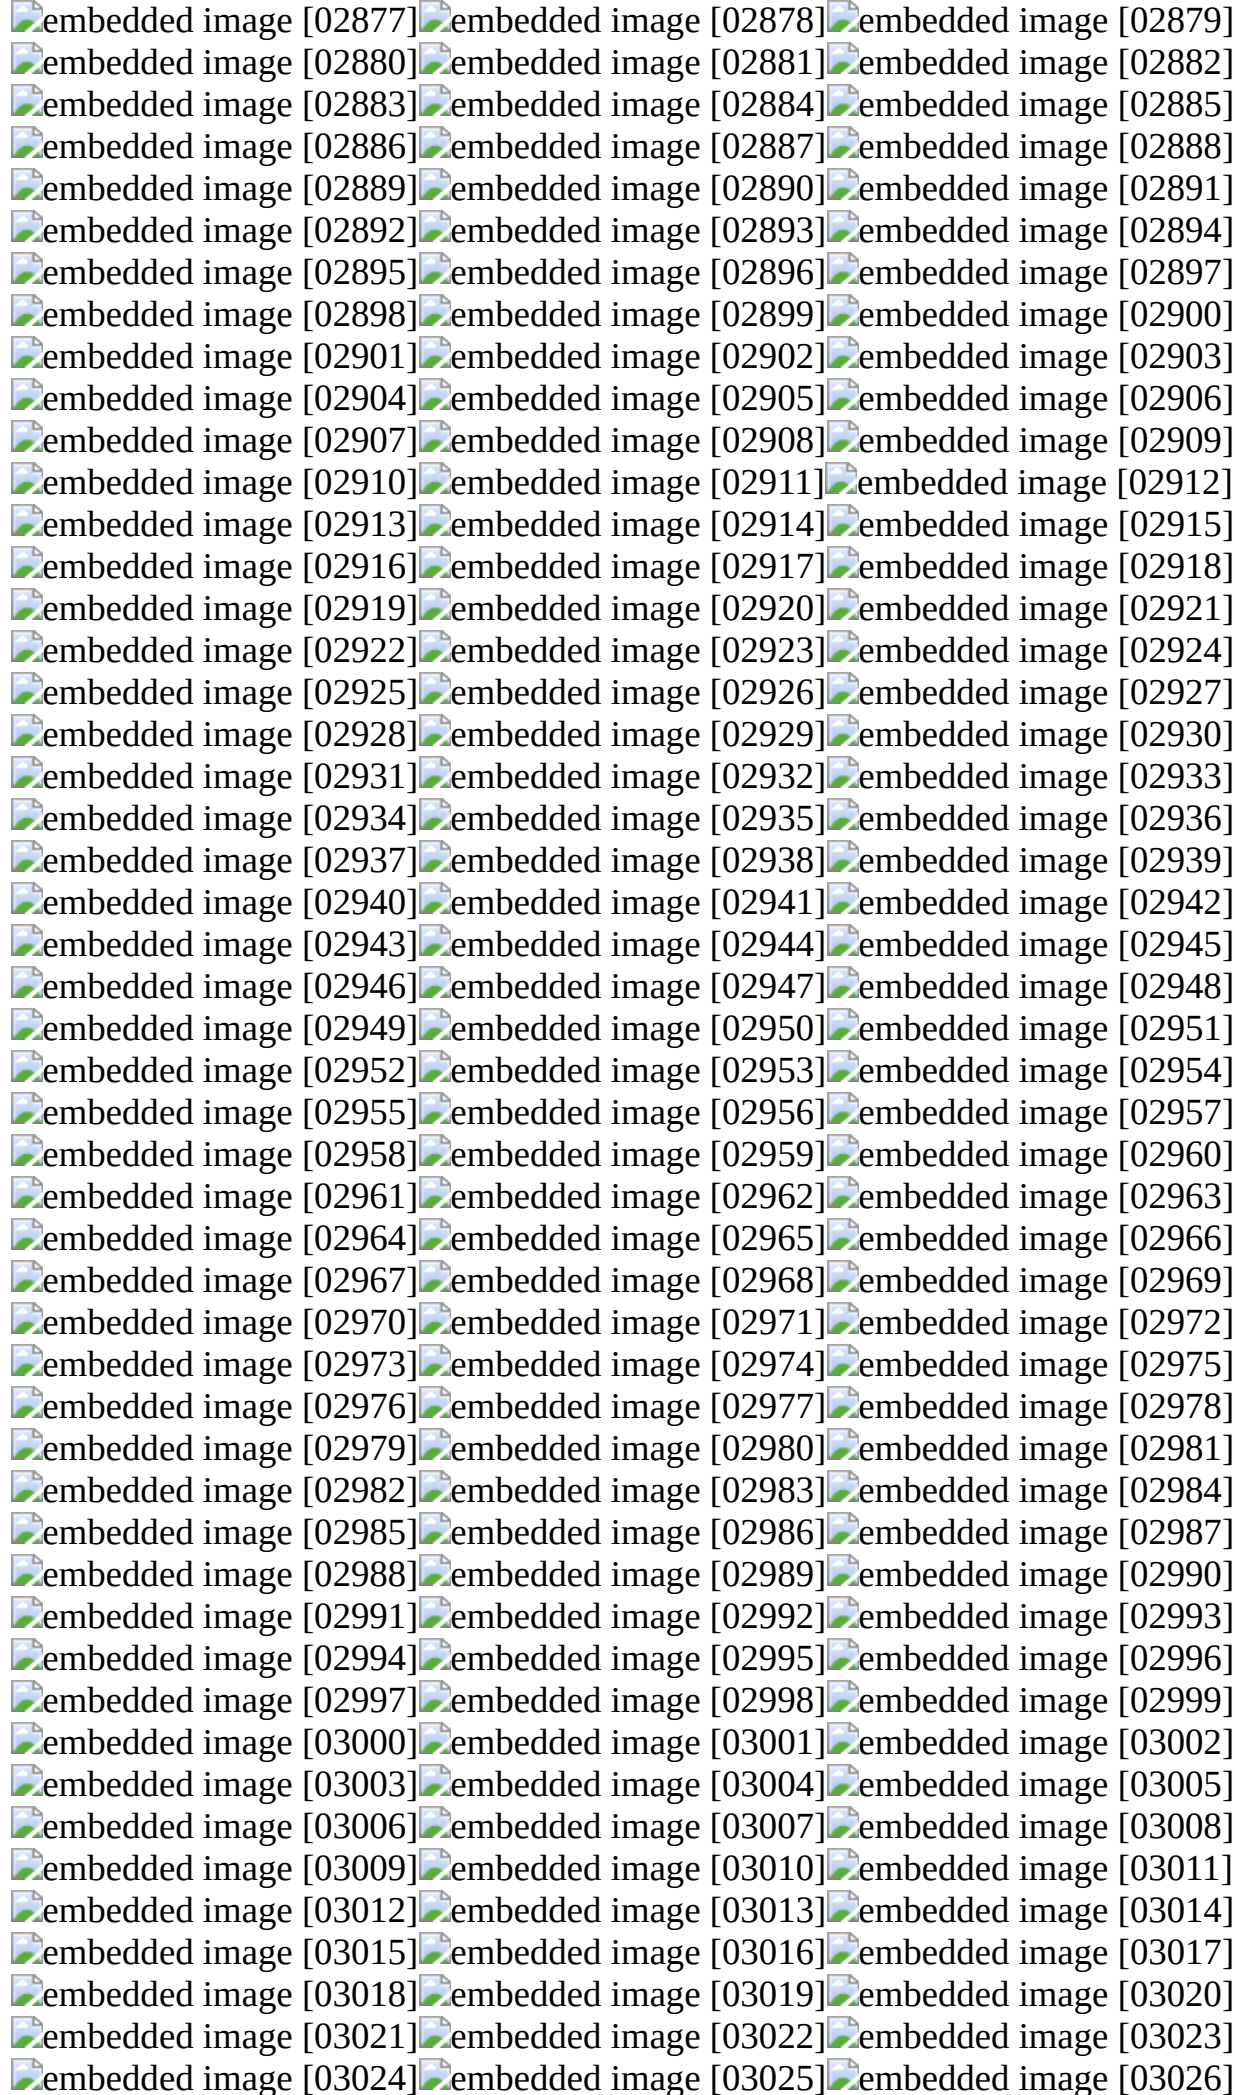 embedded image [02877]embedded image [02878]embedded image [02879]
embedded image [02880]embedded image [02881]embedded image [02882]
embedded image [02883]embedded image [02884]embedded image [02885]
embedded image [02886]embedded image [02887]embedded image [02888]
embedded image [02889]embedded image [02890]embedded image [02891]
embedded image [02892]embedded image [02893]embedded image [02894]
embedded image [02895]embedded image [02896]embedded image [02897]
embedded image [02898]embedded image [02899]embedded image [02900]
embedded image [02901]embedded image [02902]embedded image [02903]
embedded image [02904]embedded image [02905]embedded image [02906]
embedded image [02907]embedded image [02908]embedded image [02909]
embedded image [02910]embedded image [02911]embedded image [02912]
embedded image [02913]embedded image [02914]embedded image [02915]
embedded image [02916]embedded image [02917]embedded image [02918]
embedded image [02919]embedded image [02920]embedded image [02921]
embedded image [02922]embedded image [02923]embedded image [02924]
embedded image [02925]embedded image [02926]embedded image [02927]
embedded image [02928]embedded image [02929]embedded image [02930]
embedded image [02931]embedded image [02932]embedded image [02933]
embedded image [02934]embedded image [02935]embedded image [02936]
embedded image [02937]embedded image [02938]embedded image [02939]
embedded image [02940]embedded image [02941]embedded image [02942]
embedded image [02943]embedded image [02944]embedded image [02945]
embedded image [02946]embedded image [02947]embedded image [02948]
embedded image [02949]embedded image [02950]embedded image [02951]
embedded image [02952]embedded image [02953]embedded image [02954]
embedded image [02955]embedded image [02956]embedded image [02957]
embedded image [02958]embedded image [02959]embedded image [02960]
embedded image [02961]embedded image [02962]embedded image [02963]
embedded image [02964]embedded image [02965]embedded image [02966]
embedded image [02967]embedded image [02968]embedded image [02969]
embedded image [02970]embedded image [02971]embedded image [02972]
embedded image [02973]embedded image [02974]embedded image [02975]
embedded image [02976]embedded image [02977]embedded image [02978]
embedded image [02979]embedded image [02980]embedded image [02981]
embedded image [02982]embedded image [02983]embedded image [02984]
embedded image [02985]embedded image [02986]embedded image [02987]
embedded image [02988]embedded image [02989]embedded image [02990]
embedded image [02991]embedded image [02992]embedded image [02993]
embedded image [02994]embedded image [02995]embedded image [02996]
embedded image [02997]embedded image [02998]embedded image [02999]
embedded image [03000]embedded image [03001]embedded image [03002]
embedded image [03003]embedded image [03004]embedded image [03005]
embedded image [03006]embedded image [03007]embedded image [03008]
embedded image [03009]embedded image [03010]embedded image [03011]
embedded image [03012]embedded image [03013]embedded image [03014]
embedded image [03015]embedded image [03016]embedded image [03017]
embedded image [03018]embedded image [03019]embedded image [03020]
embedded image [03021]embedded image [03022]embedded image [03023]
embedded image [03024]embedded image [03025]embedded image [03026]